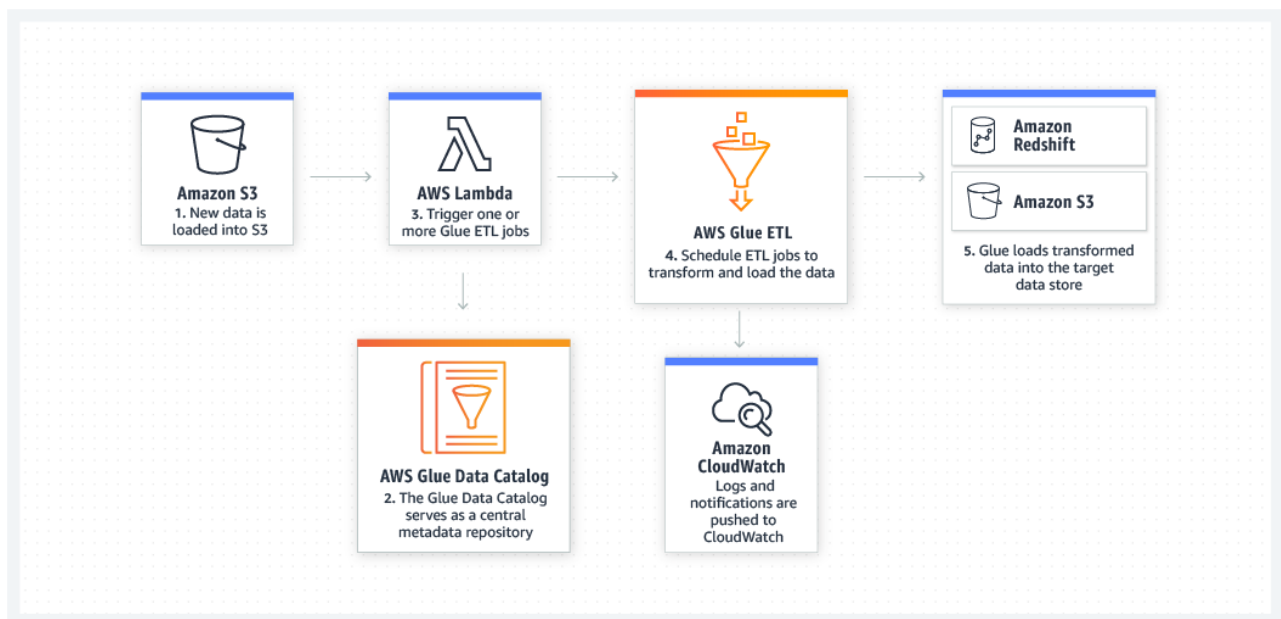 Amazon S3
1. New data is
loaded into S3
AWS Lambda
3. Trigger one or
more Glue ETL jobs
AWS Glue ETL
4. Schedule ETL jobs to
transform and load the data
Amazon
Redshift
Amazon S3
5. Glue loads transformed
data into the target
data store
AWS Glue Data Catalog
2. The Glue Data Catalog
serves as a central
metadata repository
Amazon
CloudWatch
Logs and
notifications are
pushed to
CloudWatch